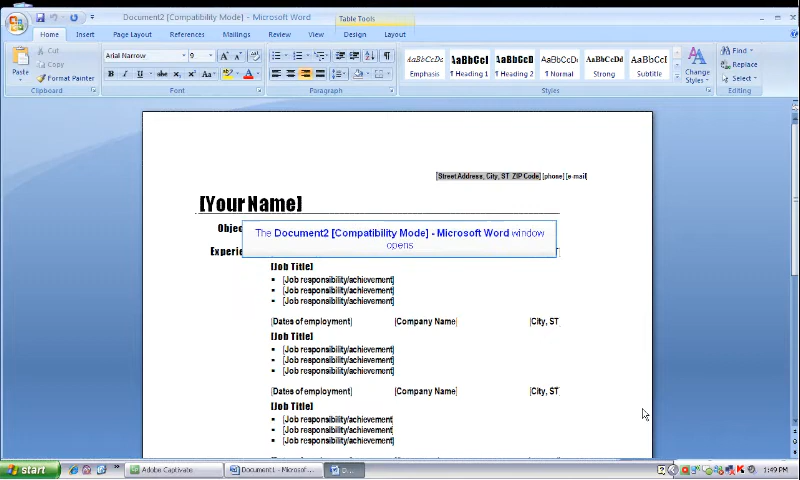 Document2 [Compatibility Mode] - Microsoft Word
Table Tools
Home Insert Page Layout References Mailings Review View Design Layout
Cut
Copy
Format Painter
Paste
Arial Narrow 9
AaBbCcDc AaBbCcI AaBbCcD AaBbCcDc AaBbCcDd AaBbCcI
Emphasis ¶ Heading 1 ¶ Heading 2 ¶ Normal Strong Subtitle
Change Styles
Find
Replace
Select
Clipboard Font Paragraph Styles Editing
[Street Address, City, ST ZIP Code] [phone] [e-mail]
[Your Name]
Objec
The Document2 [Compatibility Mode] - Microsoft Word window
opens
Experie
[Job Title]
[Job responsibility/achievement]
[Job responsibility/achievement]
[Job responsibility/achievement]
[Dates of employment] [Company Name] [City, ST]
[Job Title]
[Job responsibility/achievement]
[Job responsibility/achievement]
[Job responsibility/achievement]
[Dates of employment] [Company Name] [City, ST]
[Job Title]
[Job responsibility/achievement]
[Job responsibility/achievement]
[Job responsibility/achievement]
start Adobe Captivate Document1 - Microsof... D... 1:49 PM